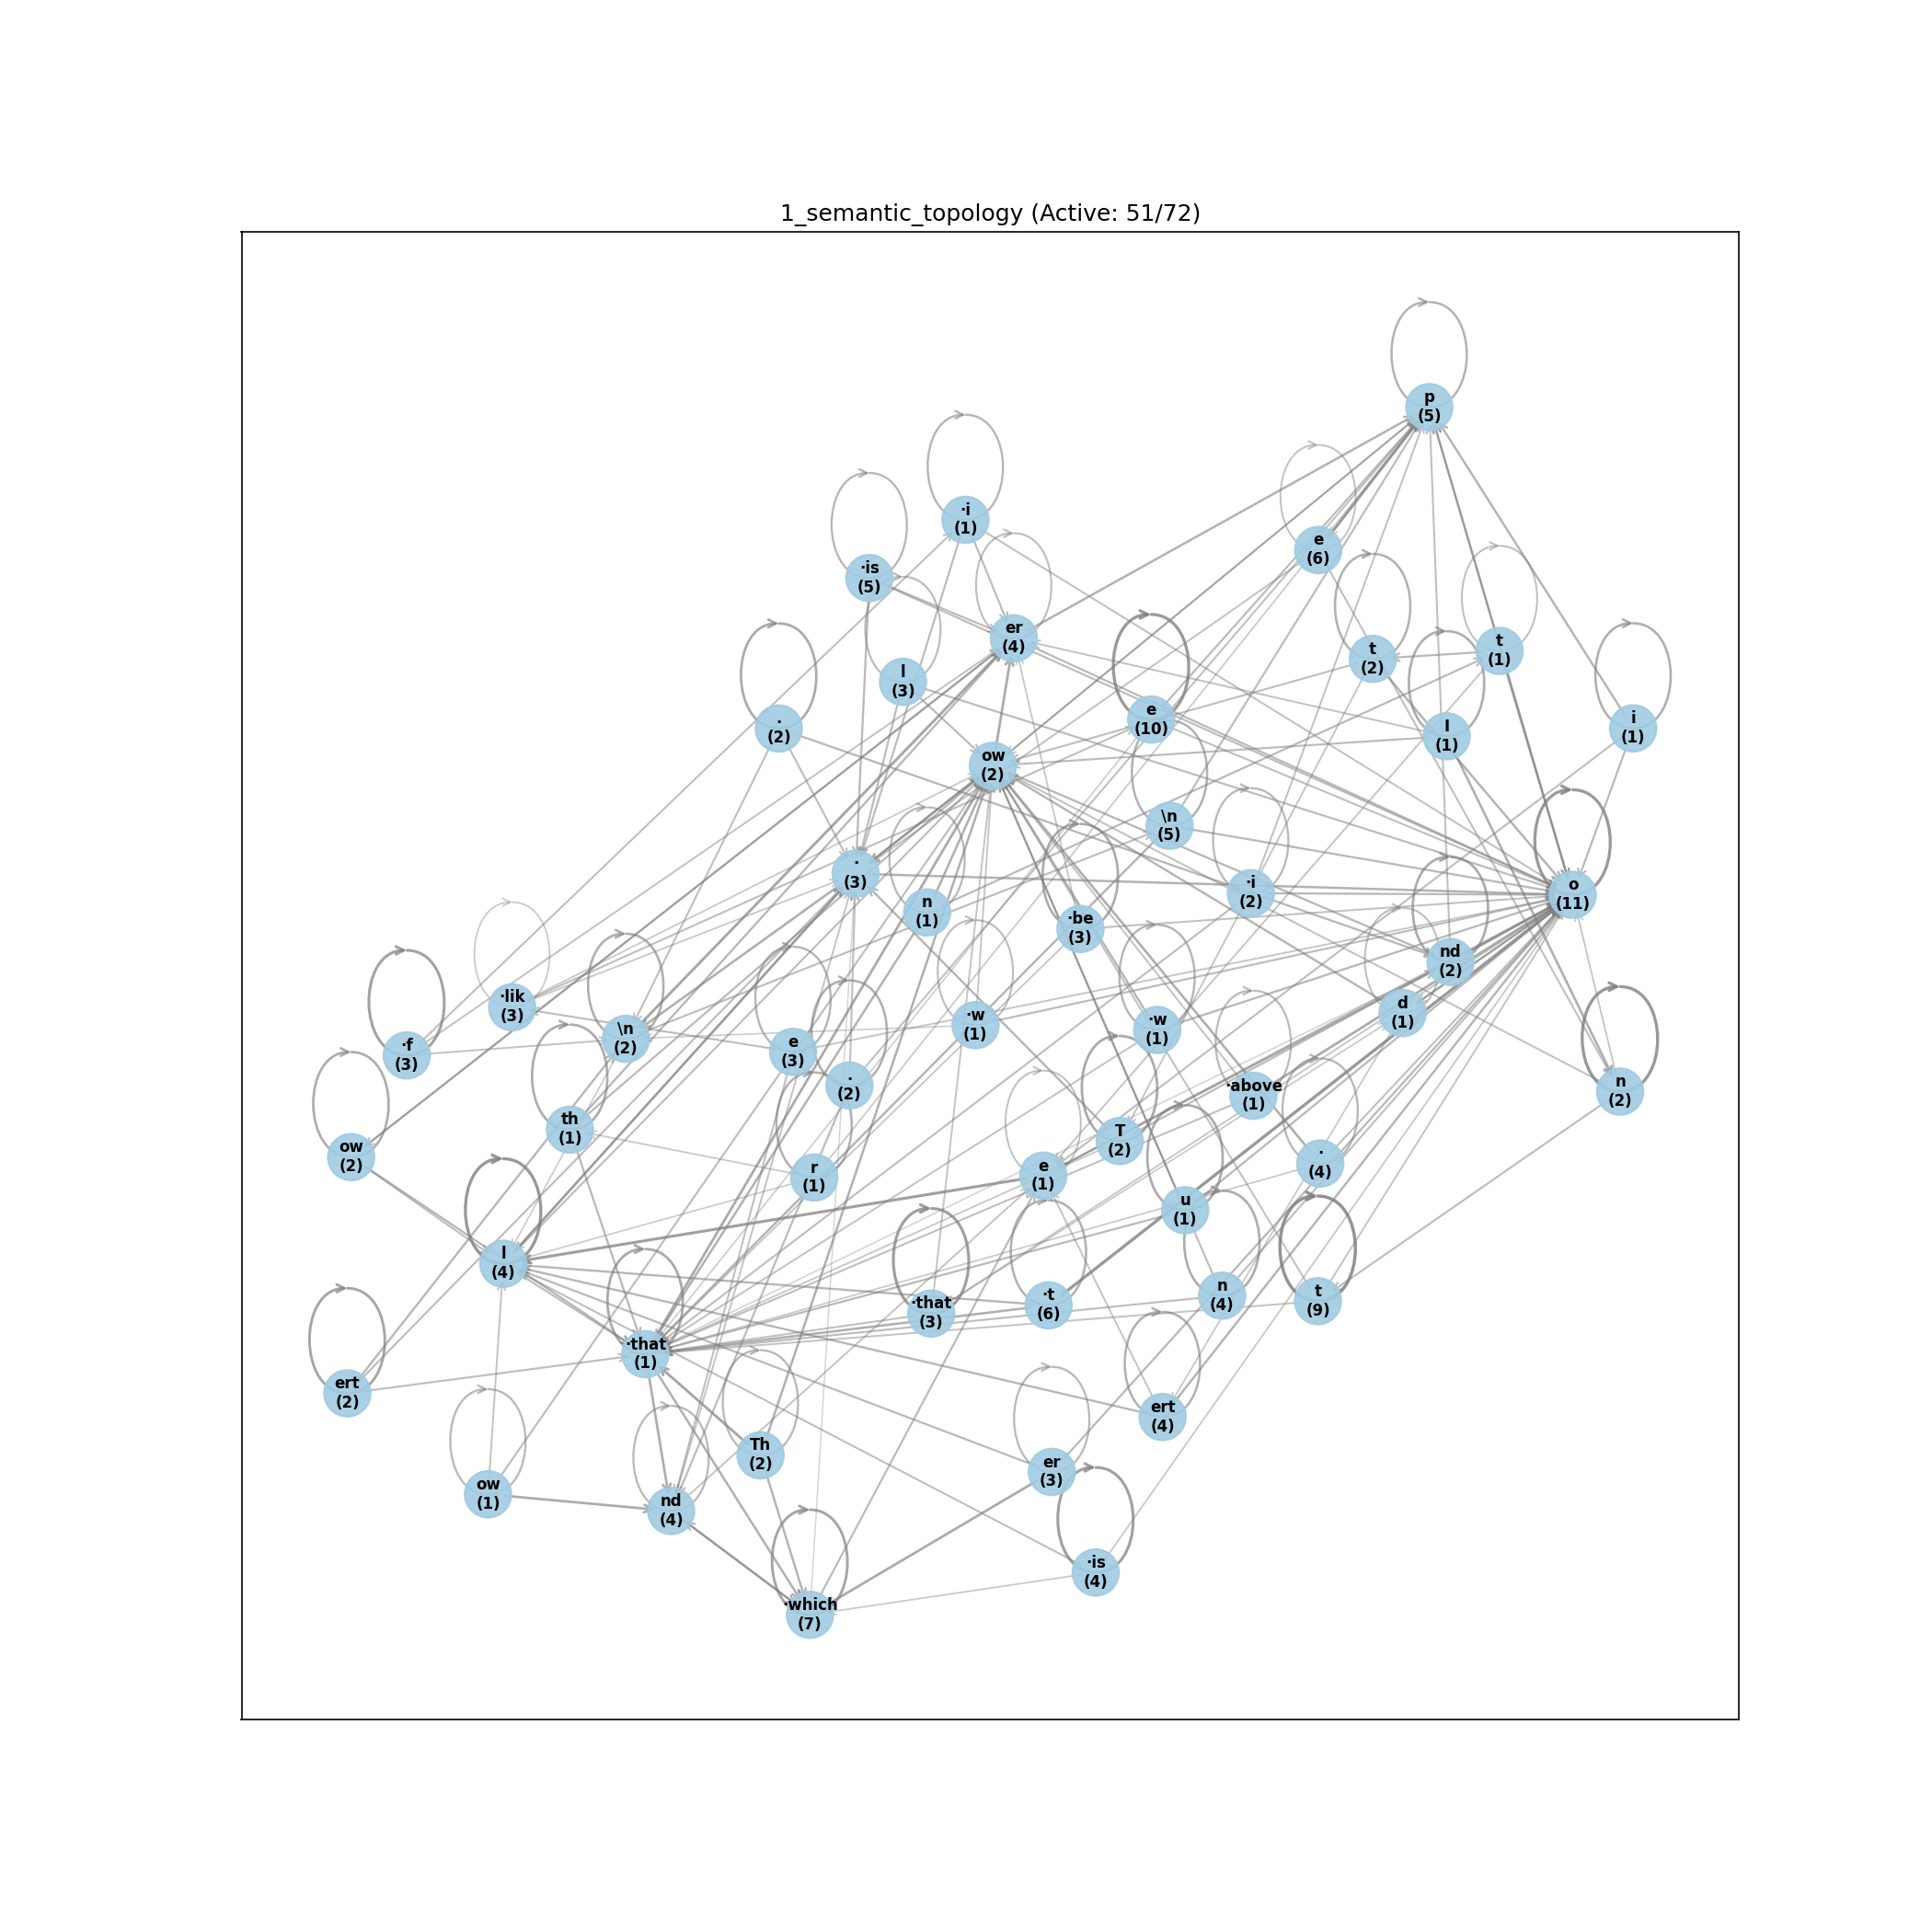 1_semantic_topology (Active: 51/72)
p
(5)
·i
(1)
e
(6)
·is
(5)
er
(4)
t
(1)
t
(2)
l
(3)
e
(10)
.
(2)
i
(1)
l
(1)
ow
(2)
\n
(5)
.
(3)
·i
(2)
o
(11)
n
(1)
·be
(3)
nd
(2)
·lik
(3)
d
(1)
·w
(1)
·w
(1)
\n
(2)
e
(3)
·f
(3)
.
(2)
·above
(1)
n
(2)
th
(1)
T
(2)
ow
(2)
.
(4)
r
(1)
e
(1)
u
(1)
l
(4)
n
(4)
t
(9)
·t
(6)
·that
(3)
·that
(1)
ert
(2)
ert
(4)
Th
(2)
er
(3)
ow
(1)
nd
(4)
·is
(4)
·which
(7)